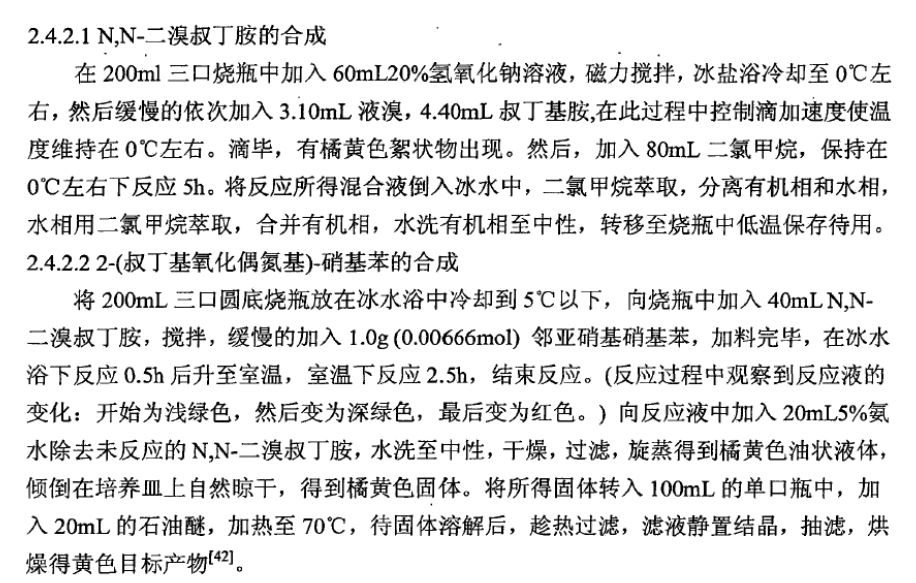 2.4.2.1 N,N-二溴叔丁胺的合成
在 200ml 三口烧瓶中加入 60mL20%氢氧化钠溶液，磁力搅拌，冰盐浴冷却至 0℃左
右，然后缓慢的依次加入 3.10mL 液溴，4.40mL 叔丁基胺,在此过程中控制滴加速度使温
度维持在 0℃左右。滴毕，有橘黄色絮状物出现。然后，加入 80mL 二氯甲烷，保持在
0℃左右下反应 5h。将反应所得混合液倒入冰水中，二氯甲烷萃取，分离有机相和水相，
水相用二氯甲烷萃取，合并有机相，水洗有机相至中性，转移至烧瓶中低温保存待用。
2.4.2.2 2-(叔丁基氧化偶氮基)-硝基苯的合成
将 200mL 三口圆底烧瓶放在冰水浴中冷却到 5℃以下，向烧瓶中加入 40mL N,N-
二溴叔丁胺，搅拌，缓慢的加入 1.0g (0.00666mol) 邻亚硝基硝基苯，加料完毕，在冰水
浴下反应 0.5h 后升至室温，室温下反应 2.5h，结束反应。(反应过程中观察到反应液的
变化：开始为浅绿色，然后变为深绿色，最后变为红色。) 向反应液中加入 20mL5%氨
水除去未反应的 N,N-二溴叔丁胺，水洗至中性，干燥，过滤，旋蒸得到橘黄色油状液体，
倾倒在培养皿上自然晾干，得到橘黄色固体。将所得固体转入 100mL 的单口瓶中，加
入 20mL 的石油醚，加热至 70℃，待固体溶解后，趁热过滤，滤液静置结晶，抽滤，烘
燥得黄色目标产物[42]。